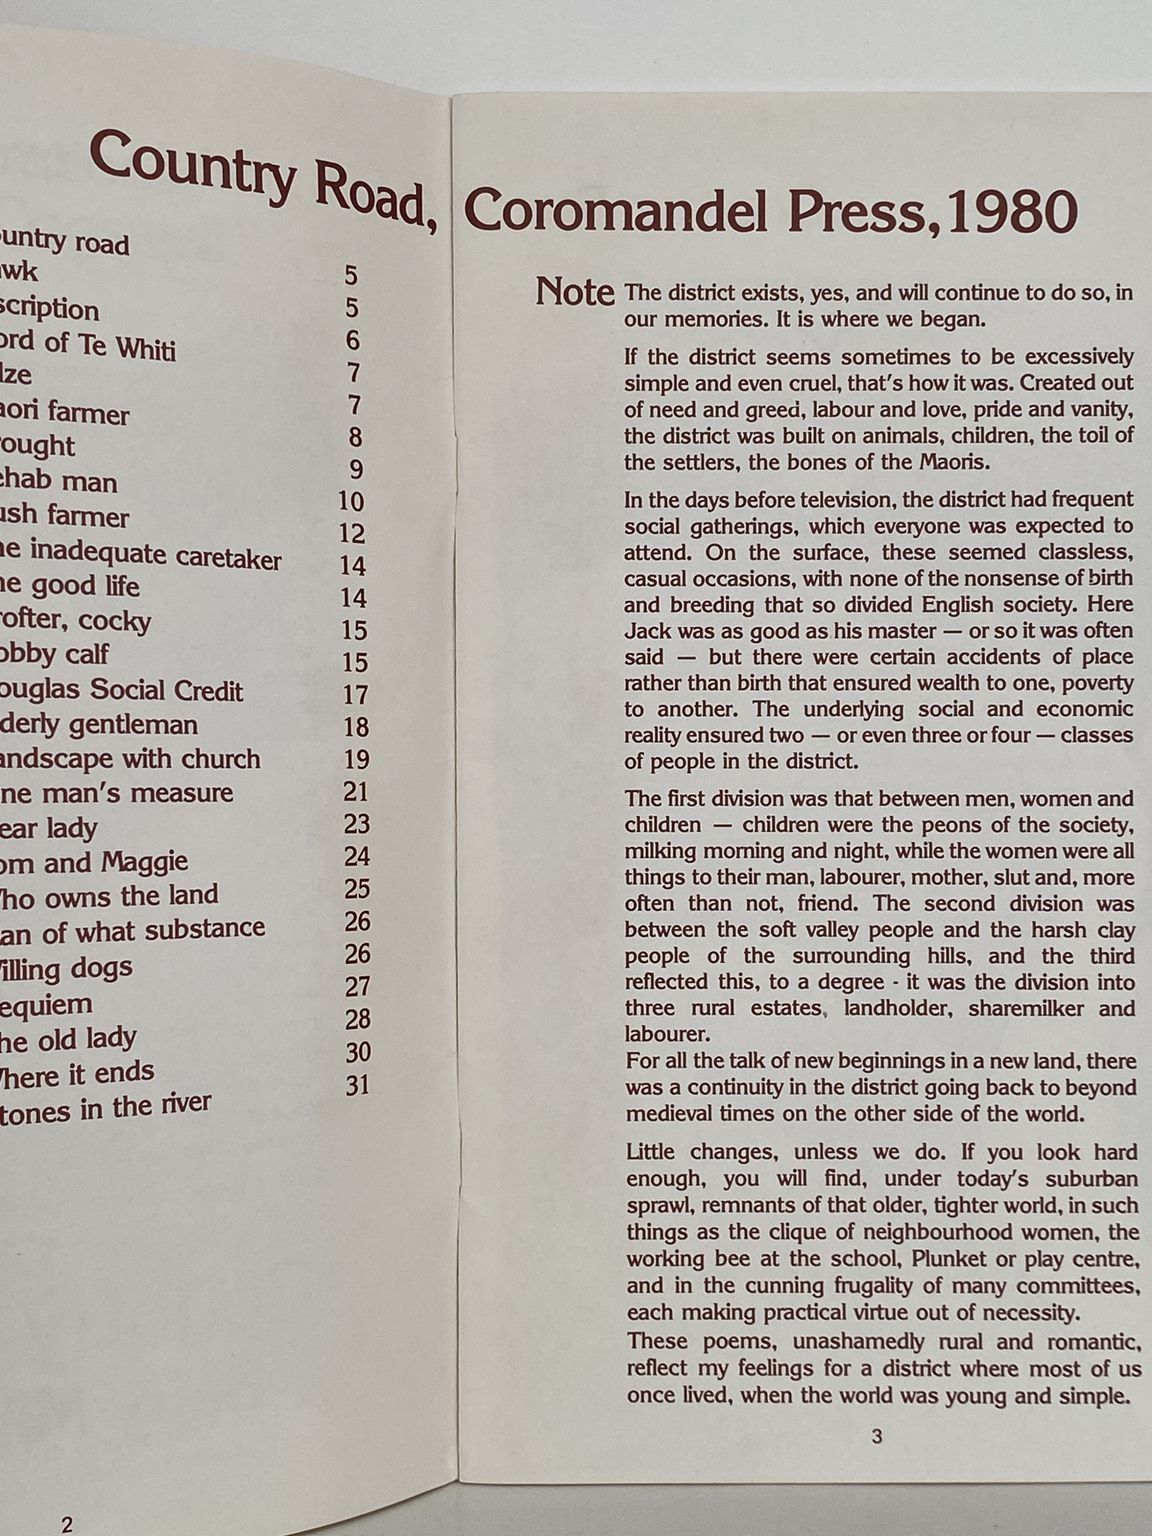 Country Road, Coromandel Press, 1980
untry road 5
wk 5
scription 6
ord of Te Whiti 7
lze 7
aori farmer 8
rought 9
ehab man 10
ush farmer 12
he inadequate caretaker 14
he good life 14
rofter, cocky 15
obby calf 15
ouglas Social Credit 17
derly gentleman 18
andscape with church 19
ne man's measure 21
ear lady 23
om and Maggie 24
ho owns the land 25
an of what substance 26
illing dogs 26
equiem 27
he old lady 28
here it ends 30
tones in the river 31
2
Note The district exists, yes, and will continue to do so, in
our memories. It is where we began.
If the district seems sometimes to be excessively
simple and even cruel, that's how it was. Created out
of need and greed, labour and love, pride and vanity,
the district was built on animals, children, the toil of
the settlers, the bones of the Maoris.
In the days before television, the district had frequent
social gatherings, which everyone was expected to
attend. On the surface, these seemed classless,
casual occasions, with none of the nonsense of birth
and breeding that so divided English society. Here
Jack was as good as his master — or so it was often
said — but there were certain accidents of place
rather than birth that ensured wealth to one, poverty
to another. The underlying social and economic
reality ensured two — or even three or four — classes
of people in the district.
The first division was that between men, women and
children — children were the peons of the society,
milking morning and night, while the women were all
things to their man, labourer, mother, slut and, more
often than not, friend. The second division was
between the soft valley people and the harsh clay
people of the surrounding hills, and the third
reflected this, to a degree - it was the division into
three rural estates, landholder, sharemilker and
labourer.
For all the talk of new beginnings in a new land, there
was a continuity in the district going back to beyond
medieval times on the other side of the world.
Little changes, unless we do. If you look hard
enough, you will find, under today's suburban
sprawl, remnants of that older, tighter world, in such
things as the clique of neighbourhood women, the
working bee at the school, Plunket or play centre,
and in the cunning frugality of many committees,
each making practical virtue out of necessity.
These poems, unashamedly rural and romantic,
reflect my feelings for a district where most of us
once lived, when the world was young and simple.
3